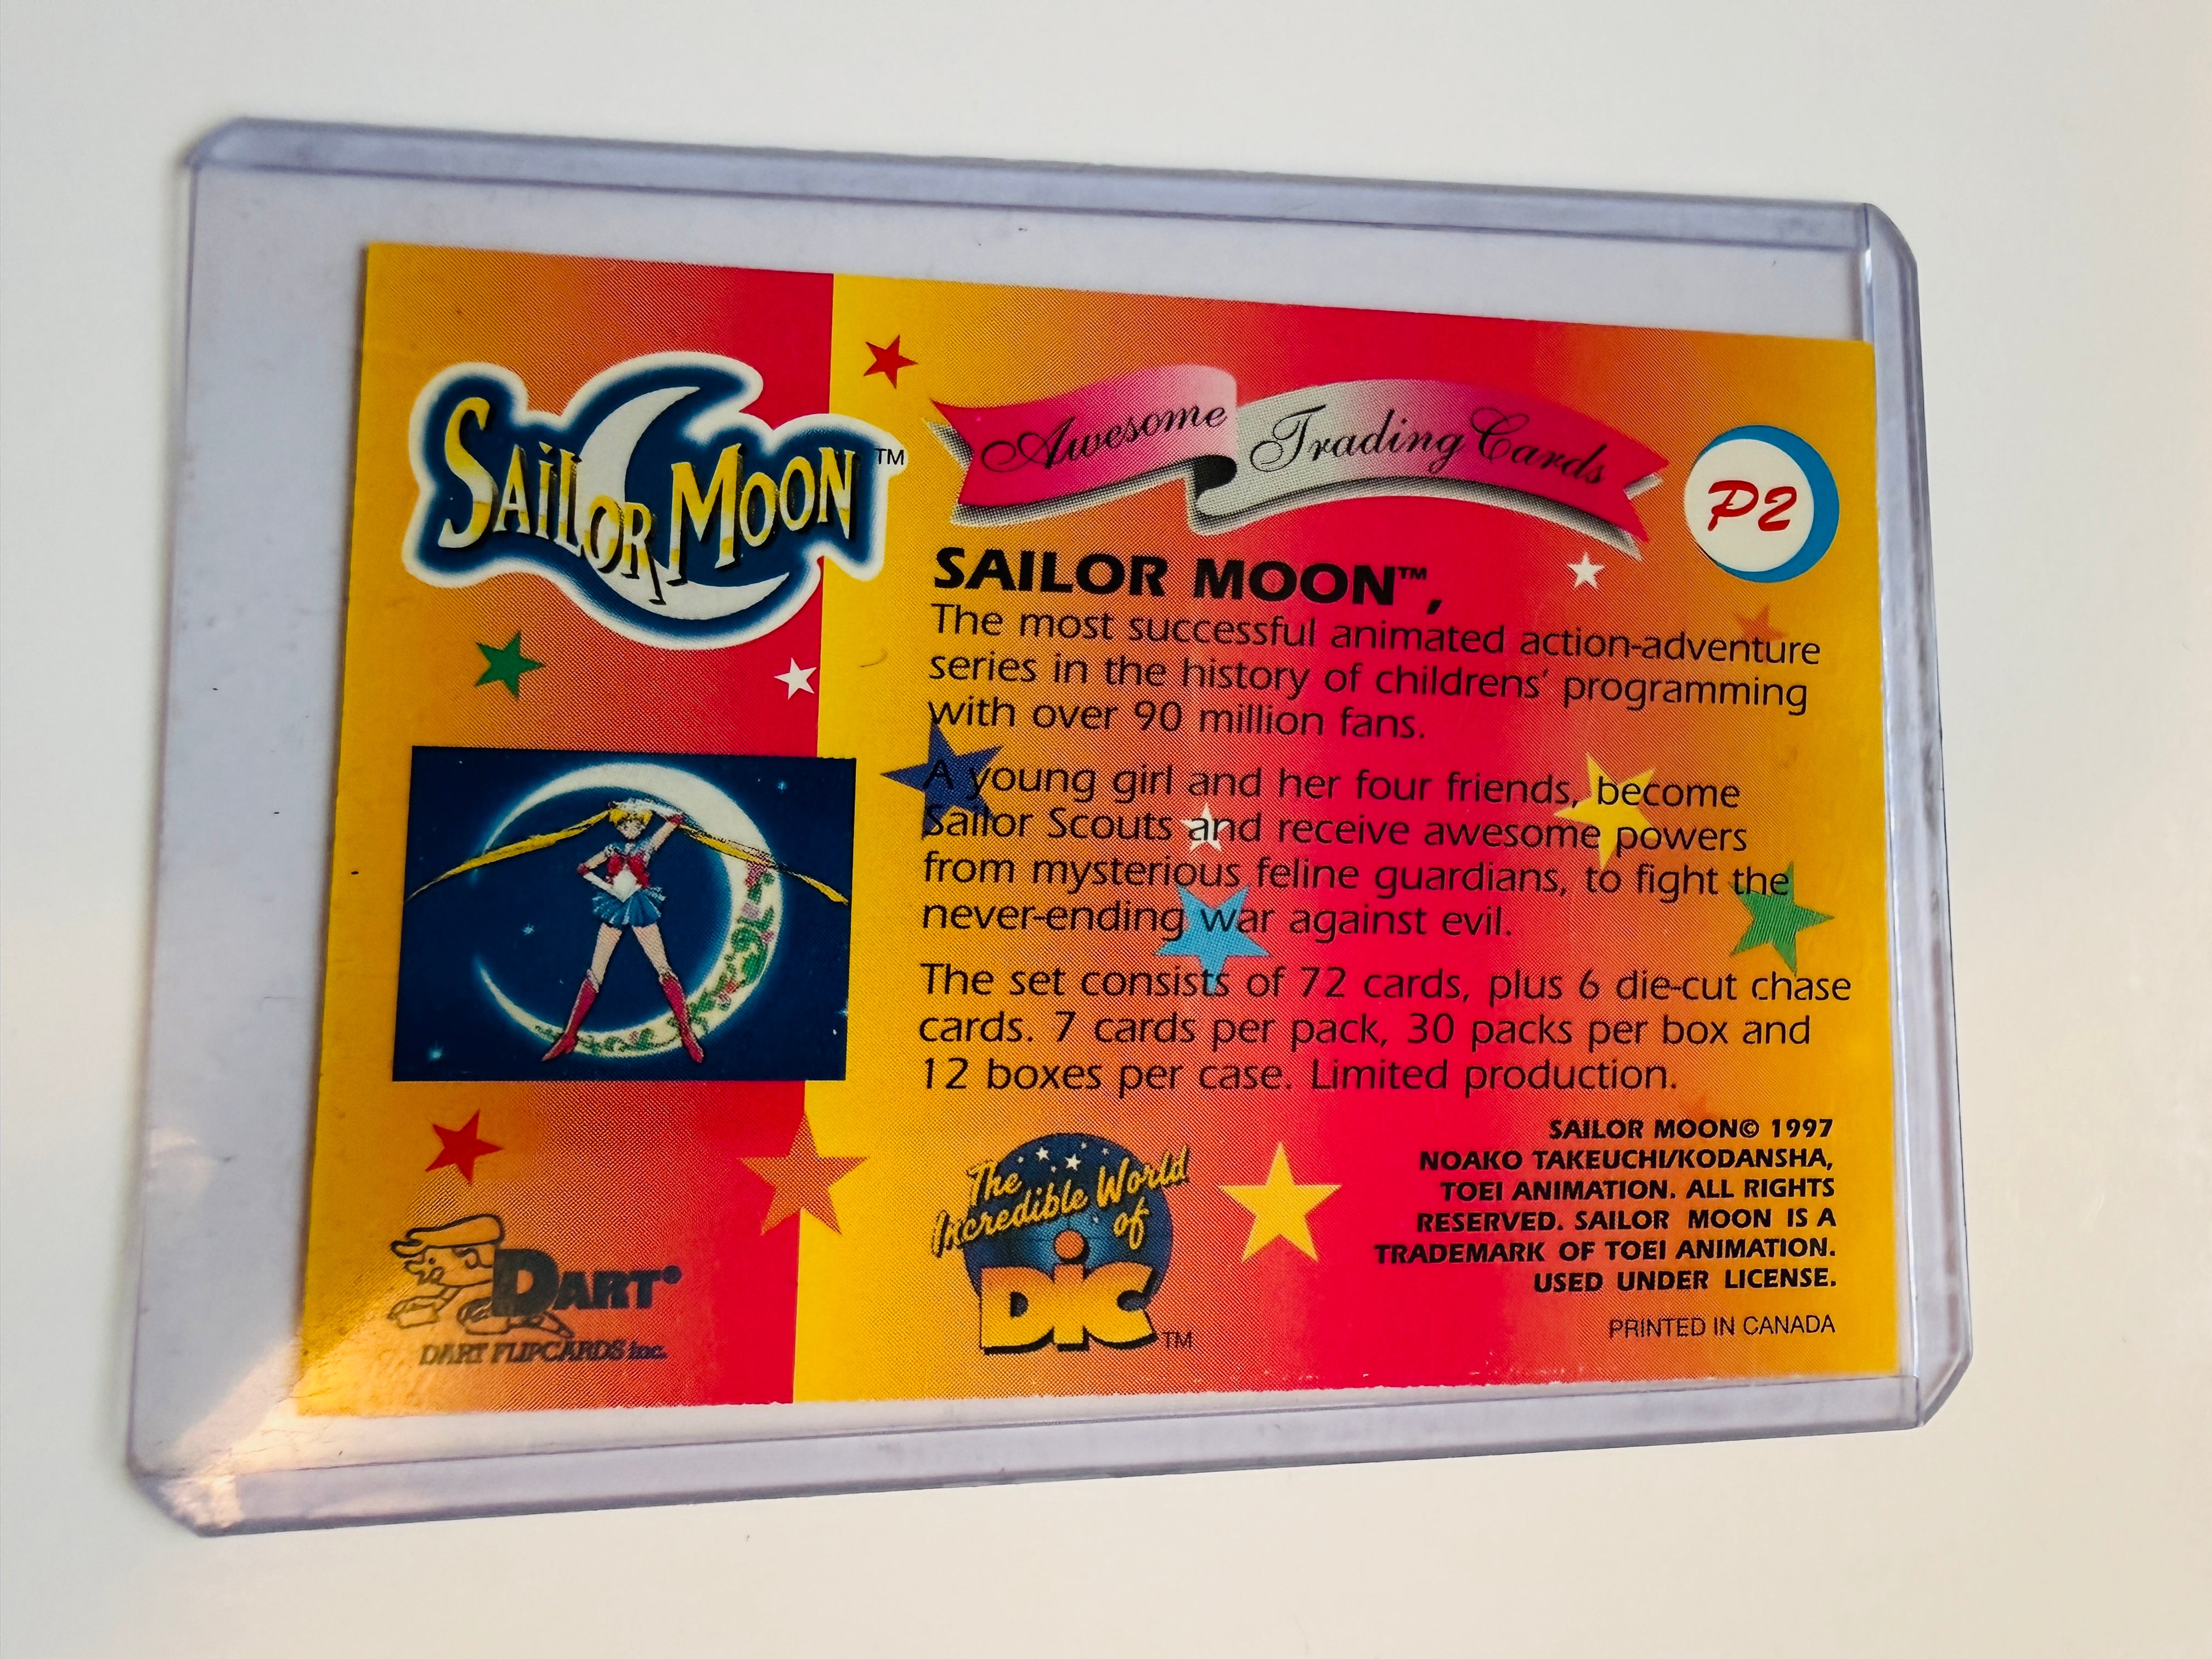 SAILOR MOON™
Awesome Trading Cards
P2
SAILOR MOON™,
The most successful animated action-adventure
series in the history of childrens' programming
with over 90 million fans.
A young girl and her four friends, become
Sailor Scouts and receive awesome powers
from mysterious feline guardians, to fight the
never-ending war against evil.
The set consists of 72 cards, plus 6 die-cut chase
cards. 7 cards per pack, 30 packs per box and
12 boxes per case. Limited production.
DART®
DART FLIPCARDS inc.
The
Incredible World
of
DIC™
SAILOR MOON© 1997
NOAKO TAKEUCHI/KODANSHA,
TOEI ANIMATION. ALL RIGHTS
RESERVED. SAILOR MOON IS A
TRADEMARK OF TOEI ANIMATION.
USED UNDER LICENSE.
PRINTED IN CANADA